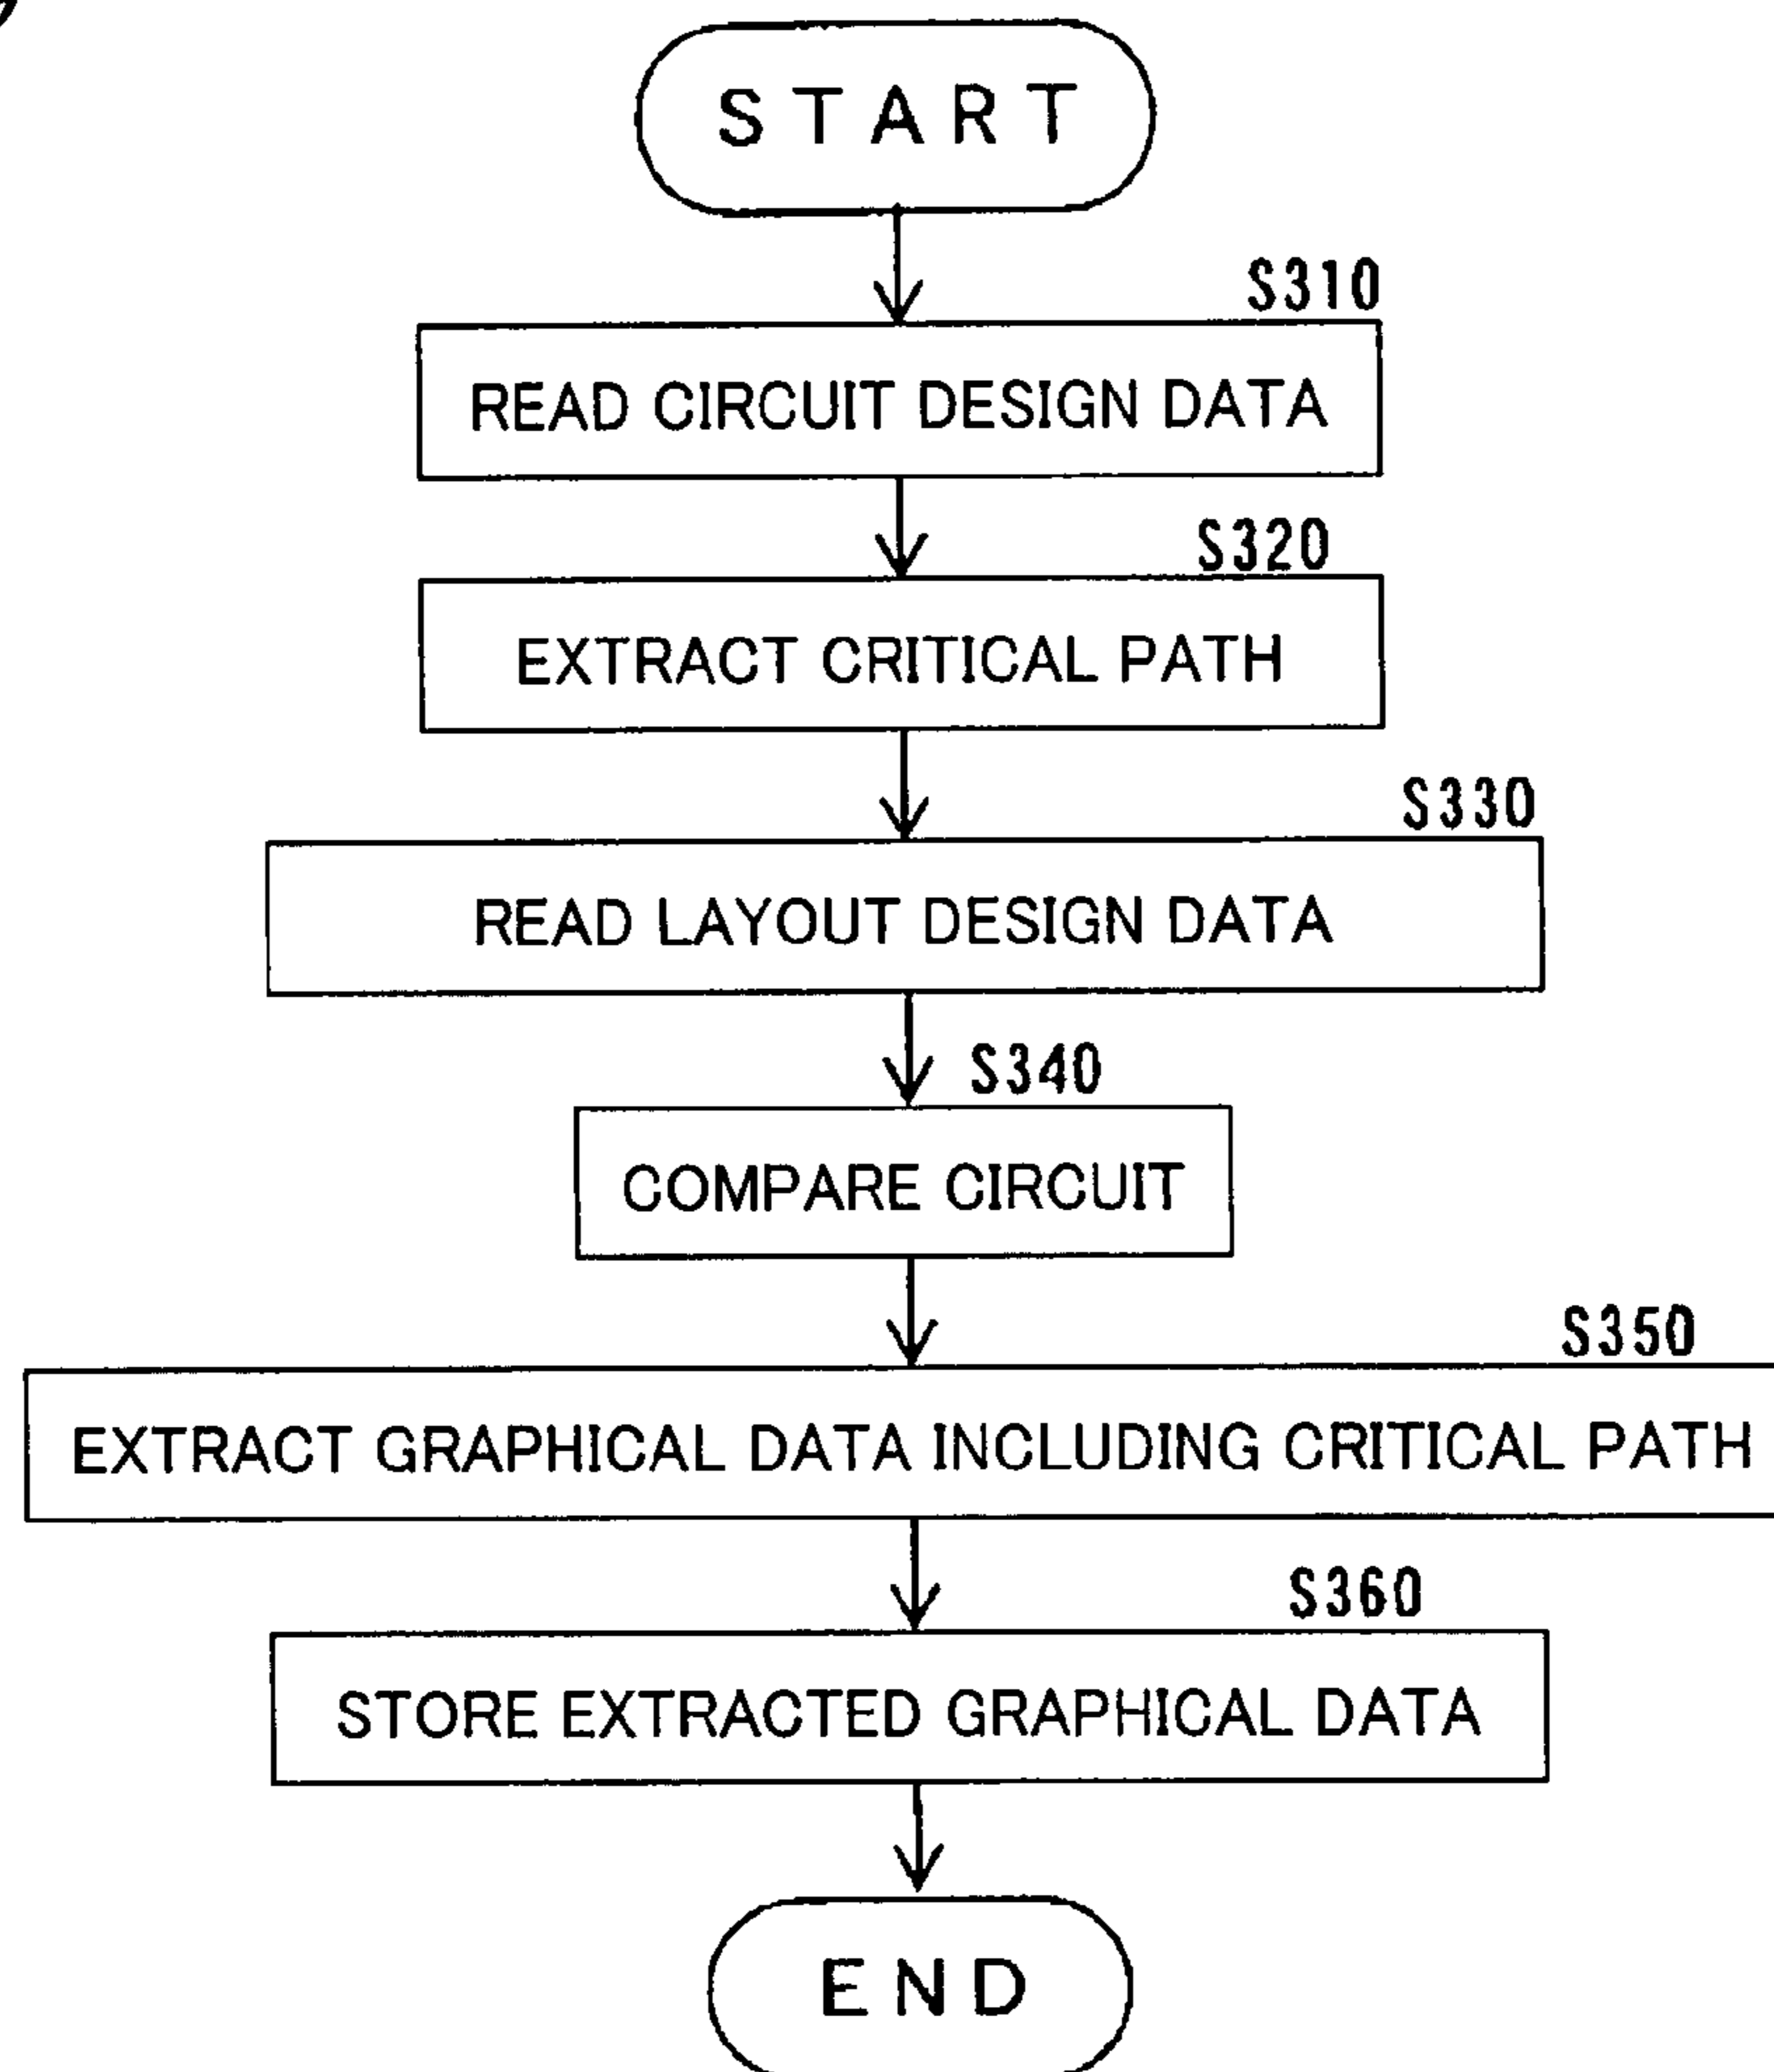 START
S310
READ CIRCUIT DESIGN DATA
S320
EXTRACT CRITICAL PATH
S330
READ LAYOUT DESIGN DATA
S340
COMPARE CIRCUIT
S350
EXTRACT GRAPHICAL DATA INCLUDING CRITICAL PATH
S360
STORE EXTRACTED GRAPHICAL DATA
END